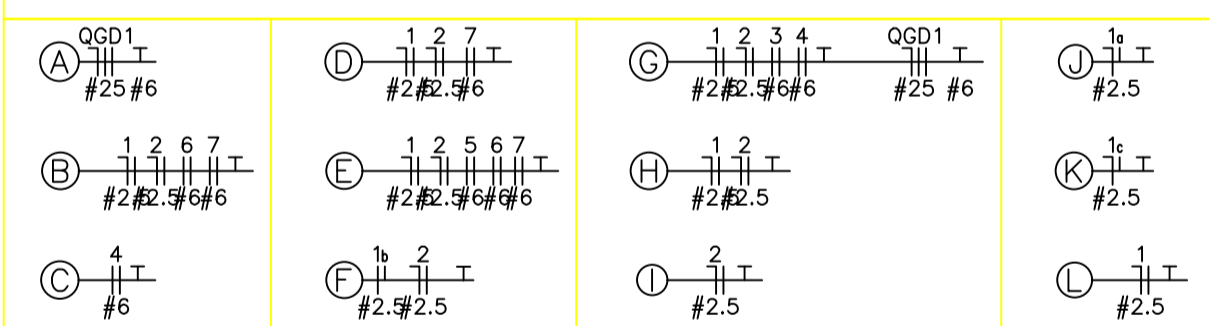 QGD1
A
#25 #6
1 2 6 7
B
#2.5 #2.5 #6 #6
4
C
#6
1 2 7
D
#2.5 #2.5 #6
1 2 5 6 7
E
#2.5 #2.5 #6 #6 #6
1b 2
F
#2.5 #2.5
1 2 3 4 QGD1
G
#2.5 #2.5 #6 #6 #25 #6
1 2
H
#2.5 #2.5
2
I
#2.5
1a
J
#2.5
1c
K
#2.5
1
L
#2.5